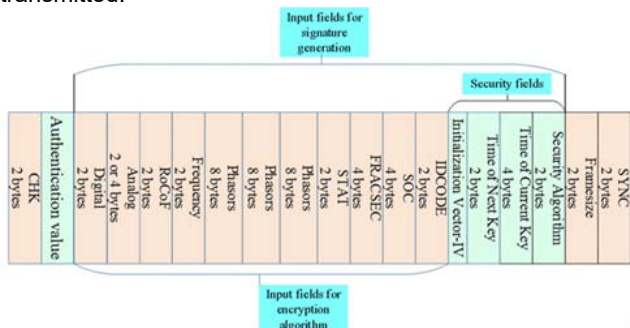 transmitted.
Input fields for
signature
generation
Security fields
SYNC
2 bytes
Framesize
2 bytes
Security Algorithm
2 bytes
Time of Current Key
4 bytes
Time of Next Key
2 bytes
Initialization Vector-IV
IDCODE
2 bytes
SOC
4 bytes
FRACSEC
4 bytes
STAT
2 bytes
Phasors
8 bytes
Phasors
8 bytes
Phasors
8 bytes
Frequency
2 bytes
RoCoF
2 bytes
Analog
2 or 4 bytes
Digital
2 bytes
Authentication value
CHK
2 bytes
Input fields for
encryption
algorithm